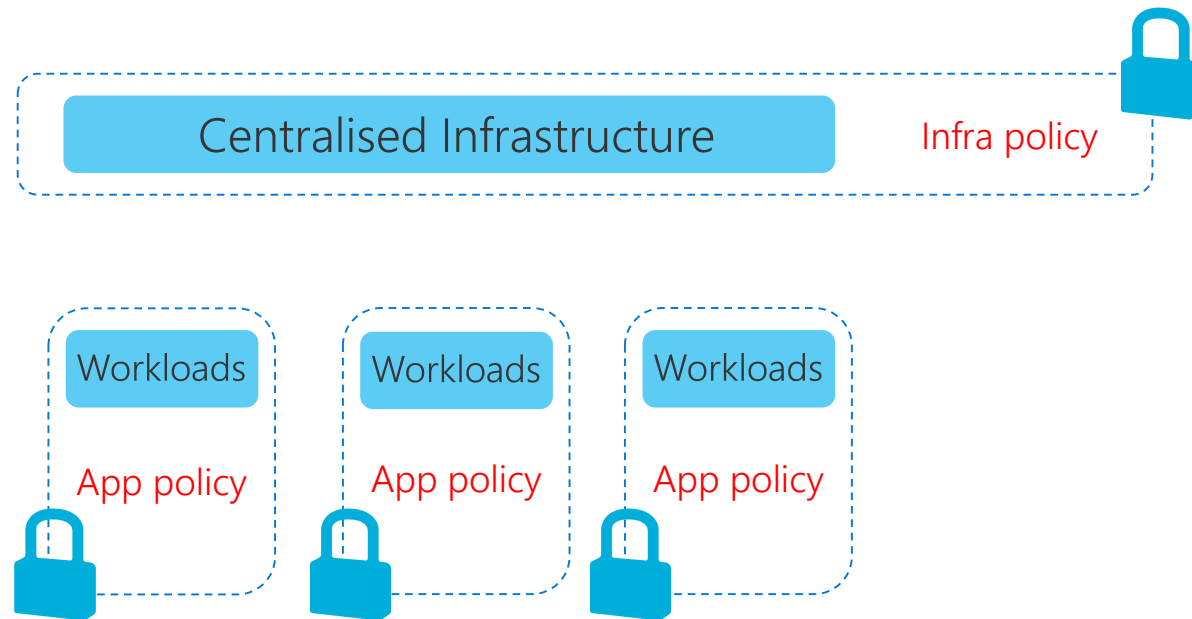 Centralised Infrastructure
Infra policy
Workloads
Workloads
Workloads
App policy
App policy
App policy